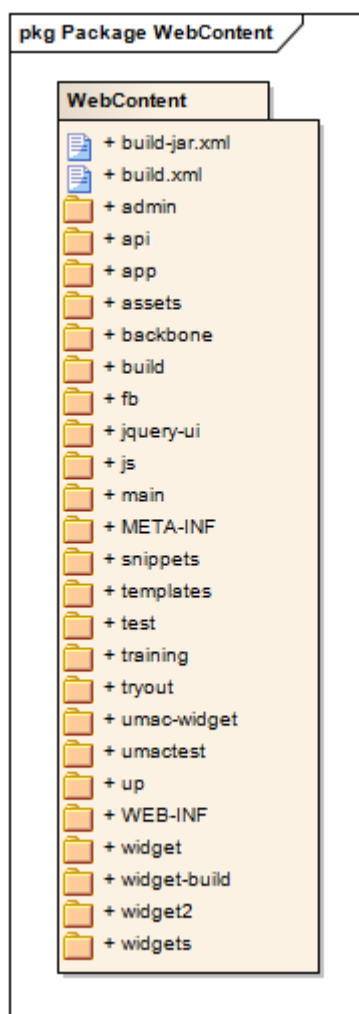 pkg Package WebContent
WebContent
+ build-jar.xml
+ build.xml
+ admin
+ api
+ app
+ assets
+ backbone
+ build
+ fb
+ jquery-ui
+ js
+ main
+ META-INF
+ snippets
+ templates
+ test
+ training
+ tryout
+ umac-widget
+ umactest
+ up
+ WEB-INF
+ widget
+ widget-build
+ widget2
+ widgets